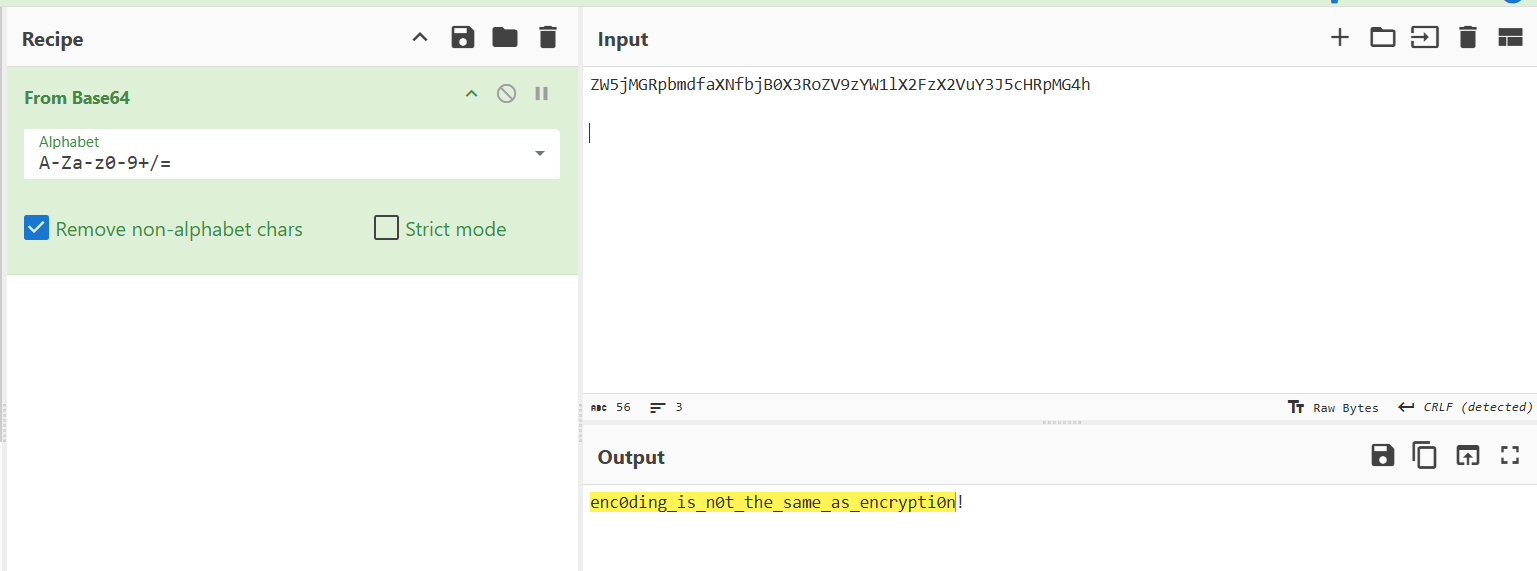 Recipe
From Base64
Alphabet
A-Za-z0-9+/=
Remove non-alphabet chars
Strict mode
Input
ZW5jMGRpbmdfaXNfbjB0X3RoZV9zYW1lX2FzX2VuY3J5cHRpMG4h
ABC 56 3
Raw Bytes CRLF (detected)
Output
enc0ding_is_n0t_the_same_as_encrypti0n!